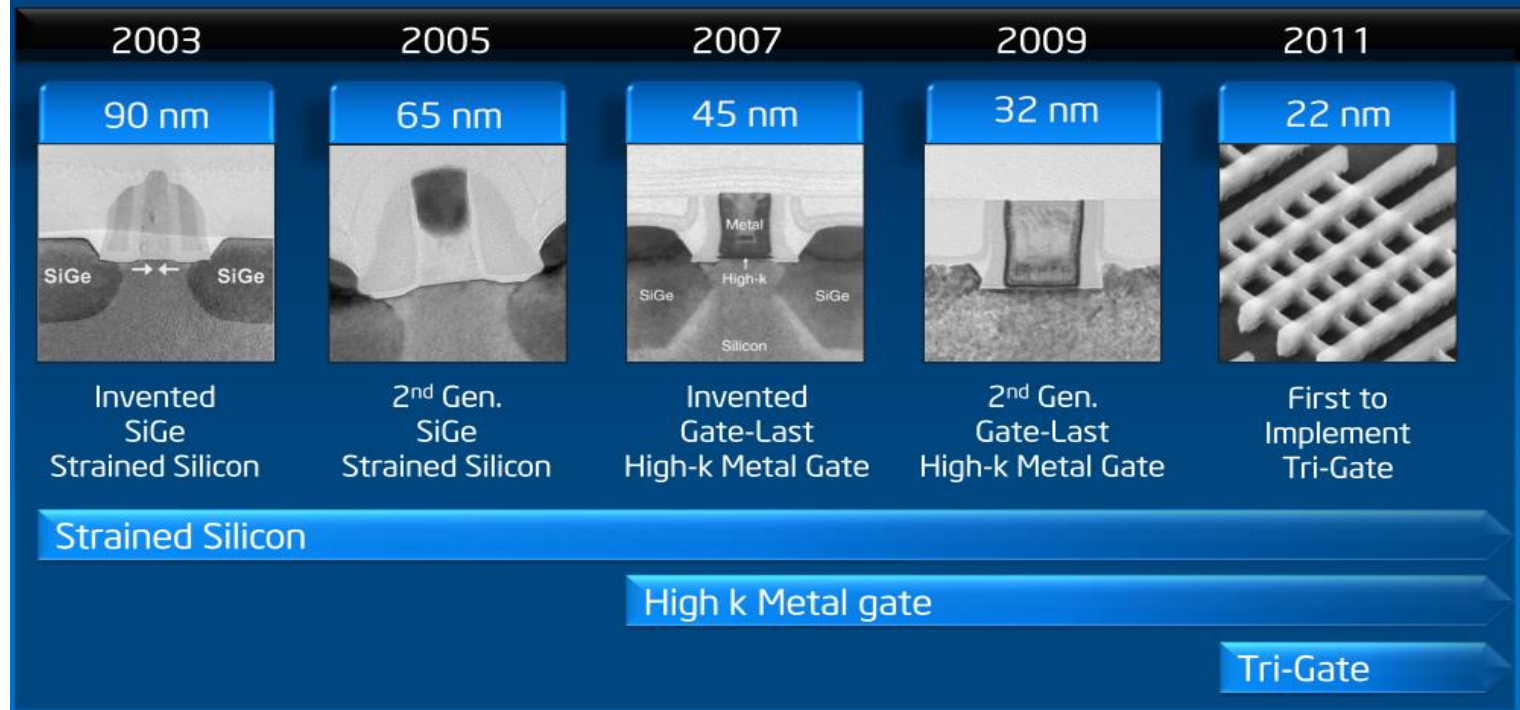 2003
2005
2007
2009
2011
90 nm
65 nm
45 nm
32 nm
22 nm
SiGe
SiGe
Metal
High-k
SiGe
SiGe
Silicon
Invented
SiGe
Strained Silicon
2nd Gen.
SiGe
Strained Silicon
Invented
Gate-Last
High-k Metal Gate
2nd Gen.
Gate-Last
High-k Metal Gate
First to
Implement
Tri-Gate
Strained Silicon
High k Metal gate
Tri-Gate